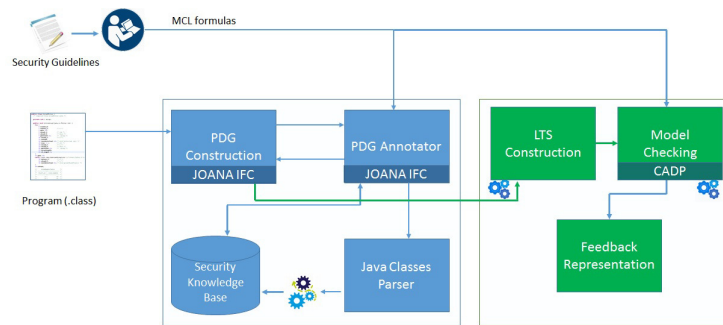 MCL formulas
Security Guidelines
Program (.class)
PDG
Construction
JOANA IFC
PDG Annotator
JOANA IFC
Security
Knowledge
Base
Java Classes
Parser
LTS
Construction
Model
Checking
CADP
Feedback
Representation